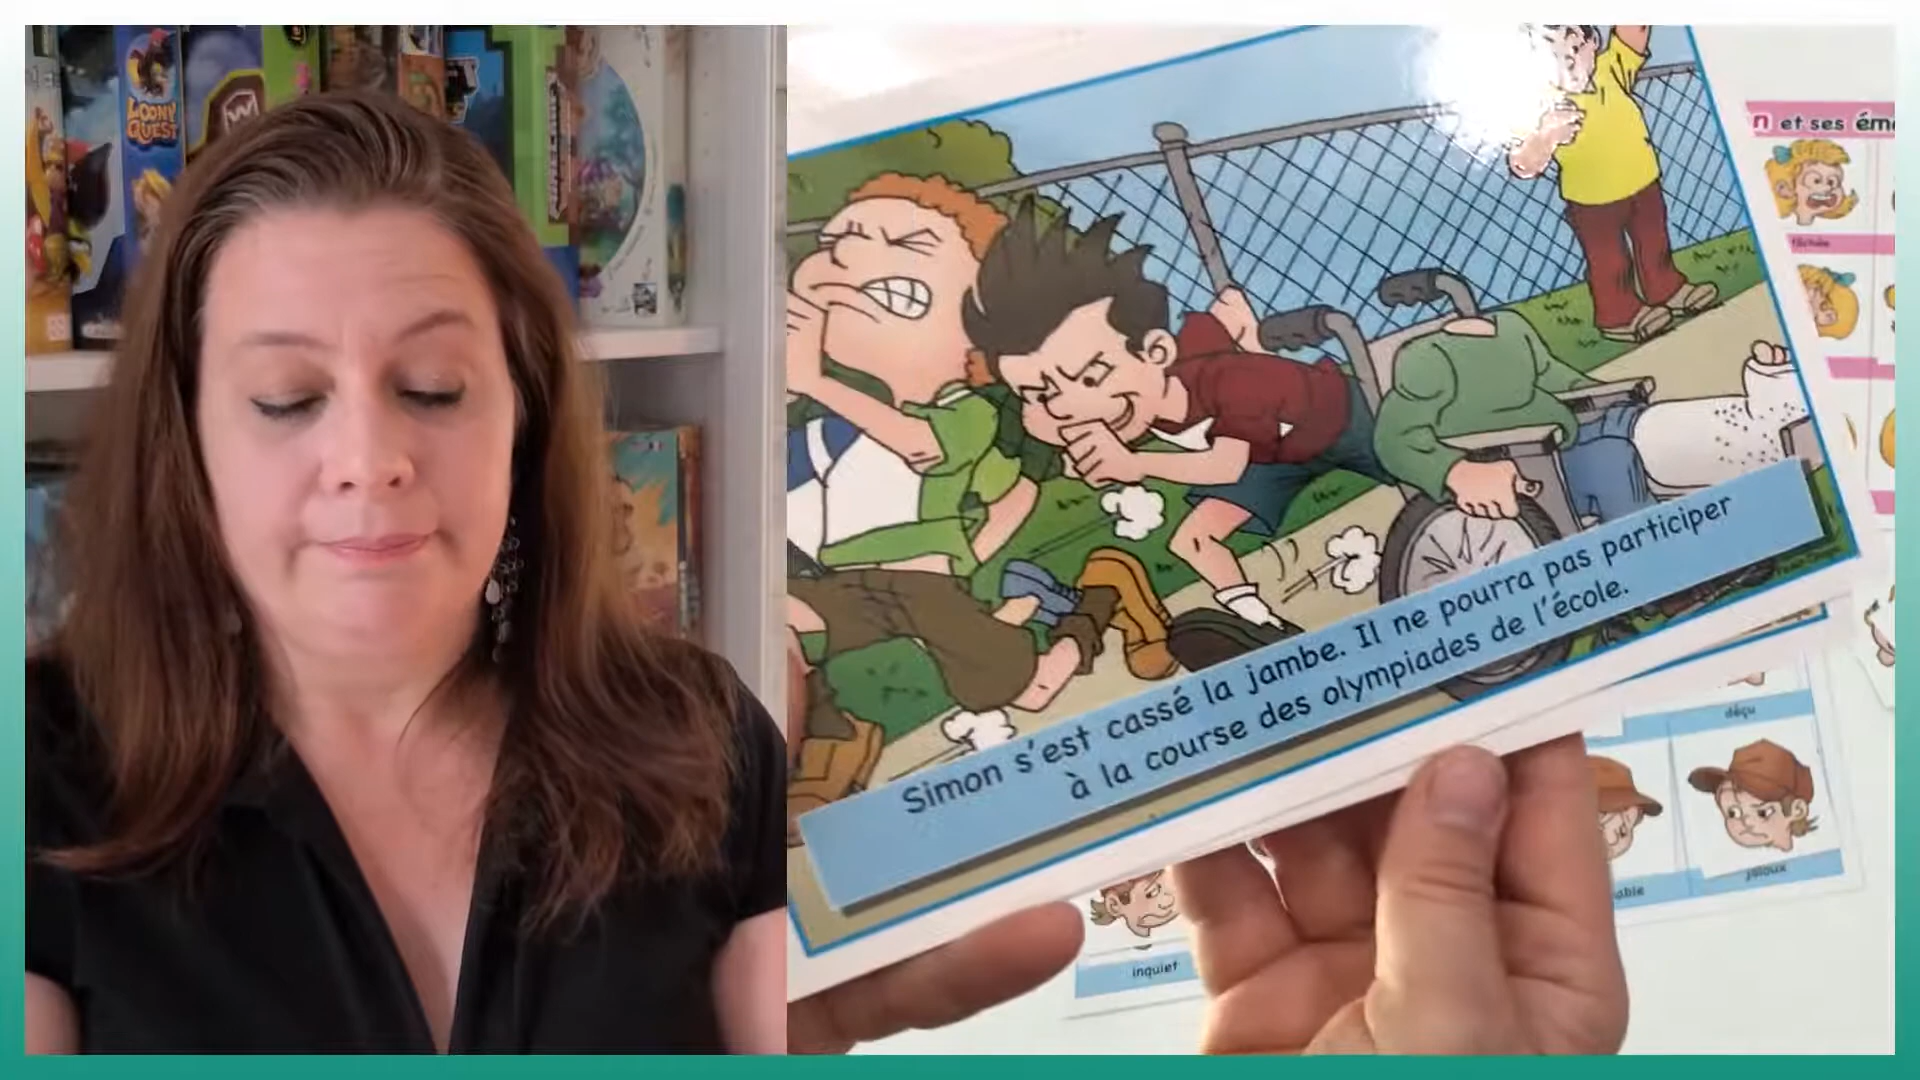 LOONY
QUEST
n et ses
fâchée
Simon s'est cassé la jambe. Il ne pourra pas participer
à la course des olympiades de l'école.
déçu
jaloux
inquiet